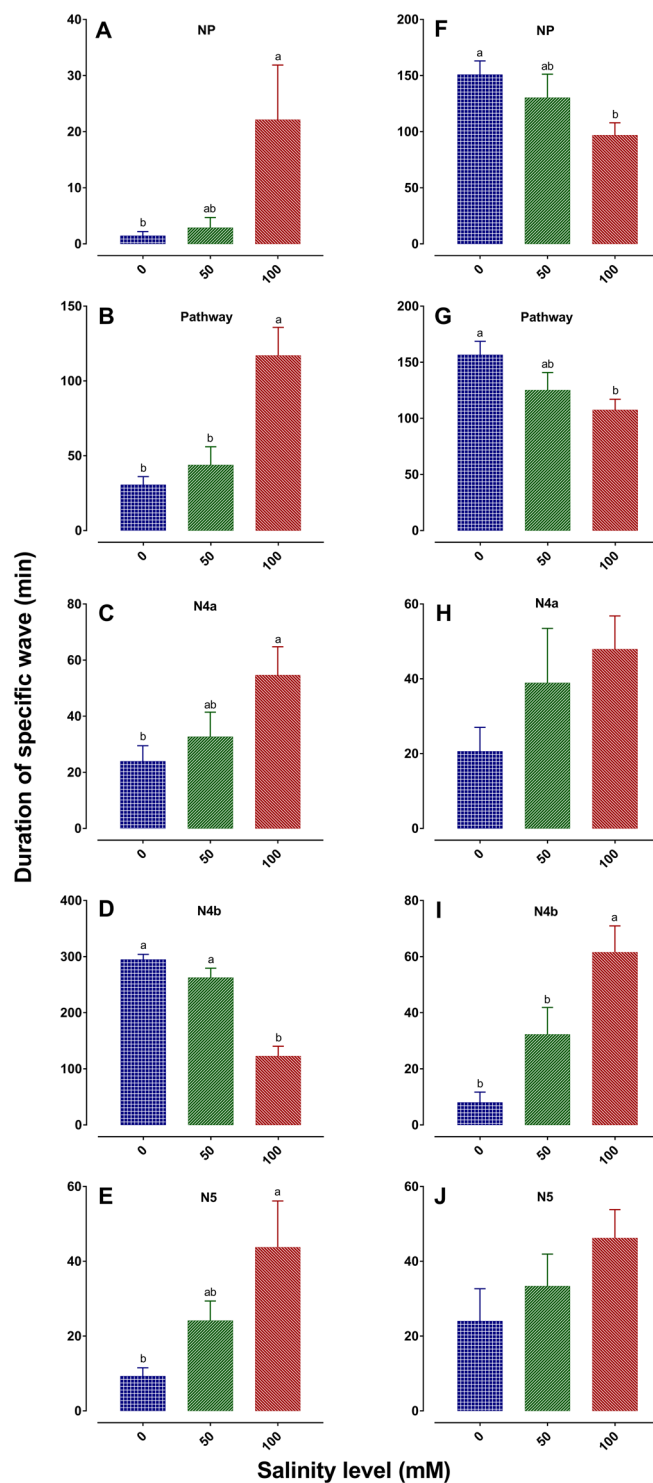 Duration of specific wave (min)
A NP
40
30
20
10
0
b ab a
0 50 100
F NP
200
150
100
50
0
a ab b
0 50 100
B Pathway
150
100
50
0
b b a
0 50 100
G Pathway
200
150
100
50
0
a ab b
0 50 100
C N4a
80
60
40
20
0
b ab a
0 50 100
H N4a
60
40
20
0
0 50 100
D N4b
400
300
200
100
0
a a b
0 50 100
I N4b
80
60
40
20
0
b b a
0 50 100
E N5
60
40
20
0
b ab a
0 50 100
J N5
60
40
20
0
0 50 100
Salinity level (mM)